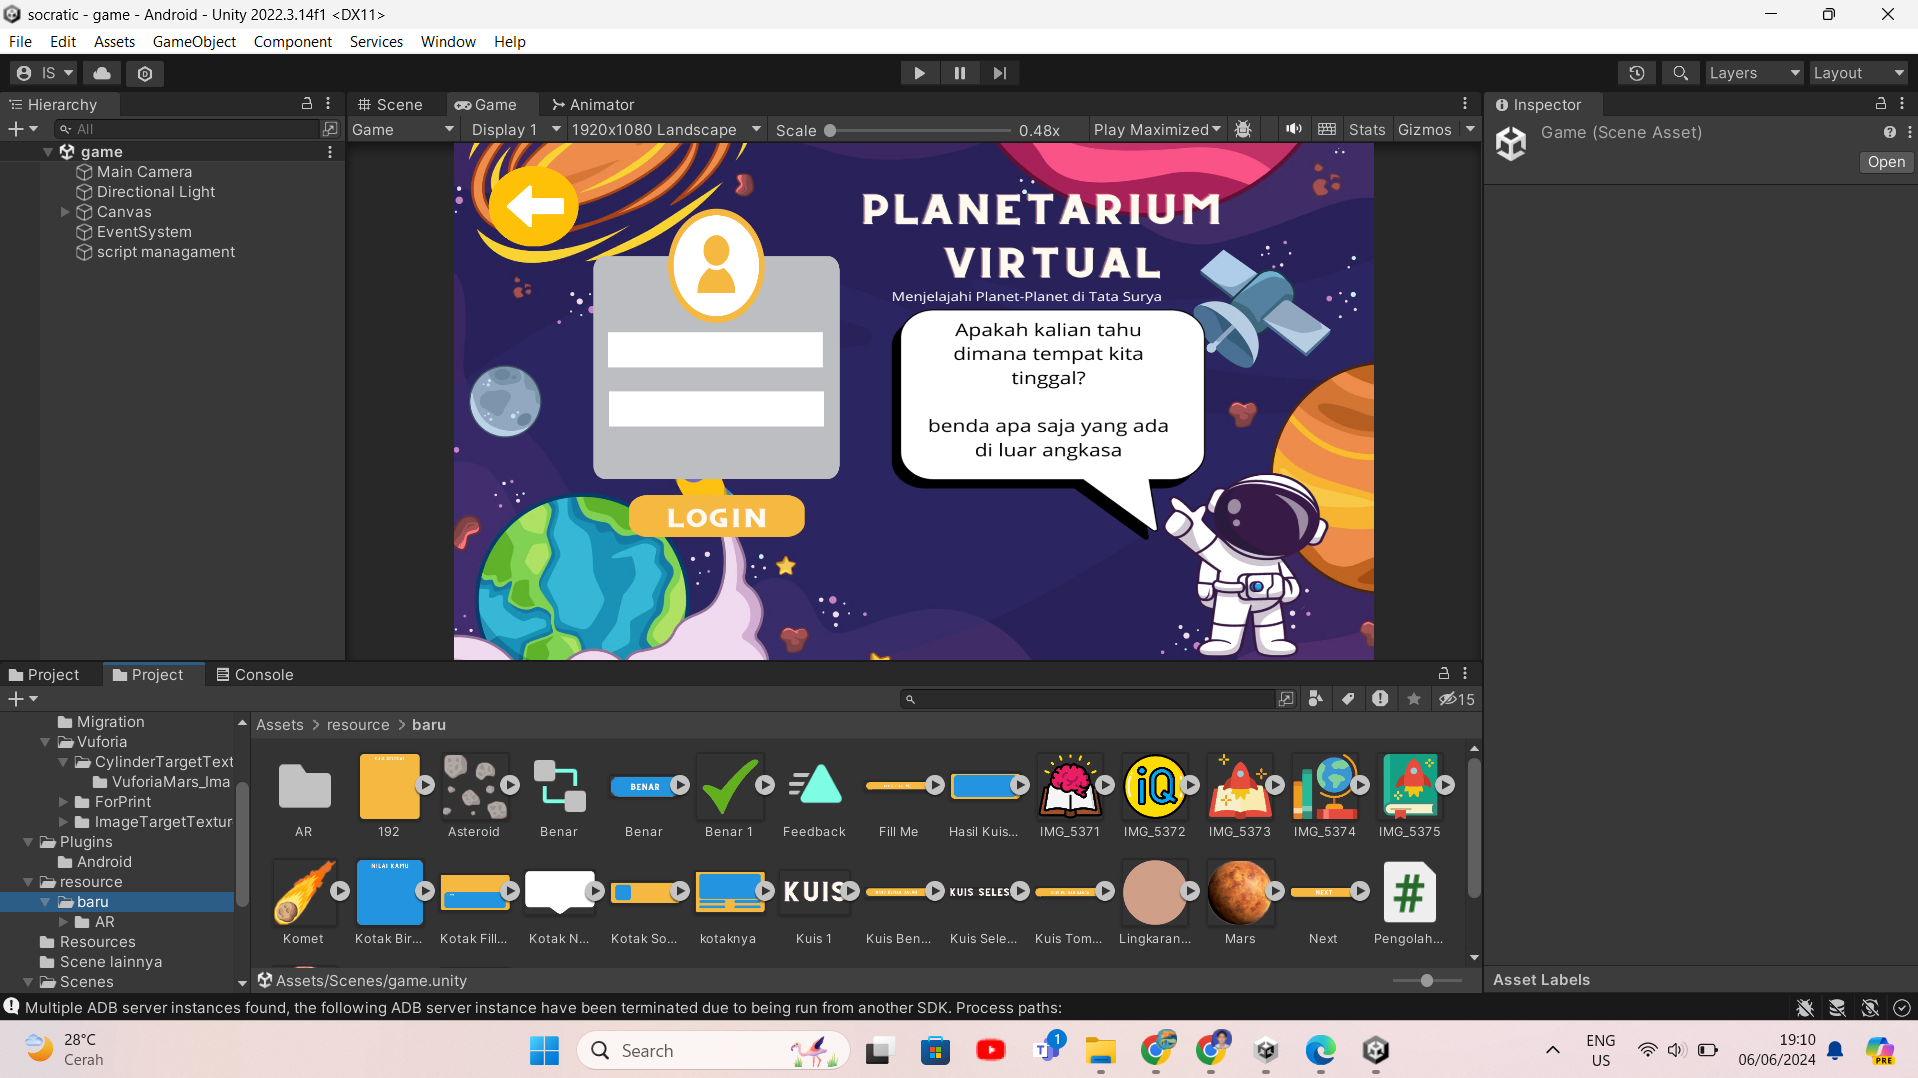 socratic - game - Android - Unity 2022.3.14f1 <DX11>
File Edit Assets GameObject Component Services Window Help
IS
Layers Layout
Hierarchy
Scene Game Animator
Inspector
All
Game Display 1 1920x1080 Landscape Scale 0.48x Play Maximized Stats Gizmos
Game (Scene Asset)
Open
game
Main Camera
Directional Light
Canvas
EventSystem
script managament
PLANETARIUM
VIRTUAL
Menjelajahi Planet-Planet di Tata Surya
Apakah kalian tahu
dimana tempat kita
tinggal?
benda apa saja yang ada
di luar angkasa
LOGIN
Project Project Console
15
Migration
Vuforia
CylinderTargetText
VuforiaMars_Ima
ForPrint
ImageTargetTextur
Plugins
Android
resource
baru
AR
Resources
Scene lainnya
Scenes
Assets > resource > baru
BENAR
iQ
AR 192 Asteroid Benar Benar Benar 1 Feedback Fill Me Hasil Kuis... IMG_5371 IMG_5372 IMG_5373 IMG_5374 IMG_5375
NILAI KAMU
KUIS
KUIS SELES
NEXT
#
Komet Kotak Bir... Kotak Fill... Kotak N... Kotak So... kotaknya Kuis 1 Kuis Ben... Kuis Sele... Kuis Tom... Lingkaran... Mars Next Pengolah...
Assets/Scenes/game.unity
Asset Labels
Multiple ADB server instances found, the following ADB server instance have been terminated due to being run from another SDK. Process paths:
28°C
Cerah
Search
1
ENG
US
19:10
06/06/2024
PRE